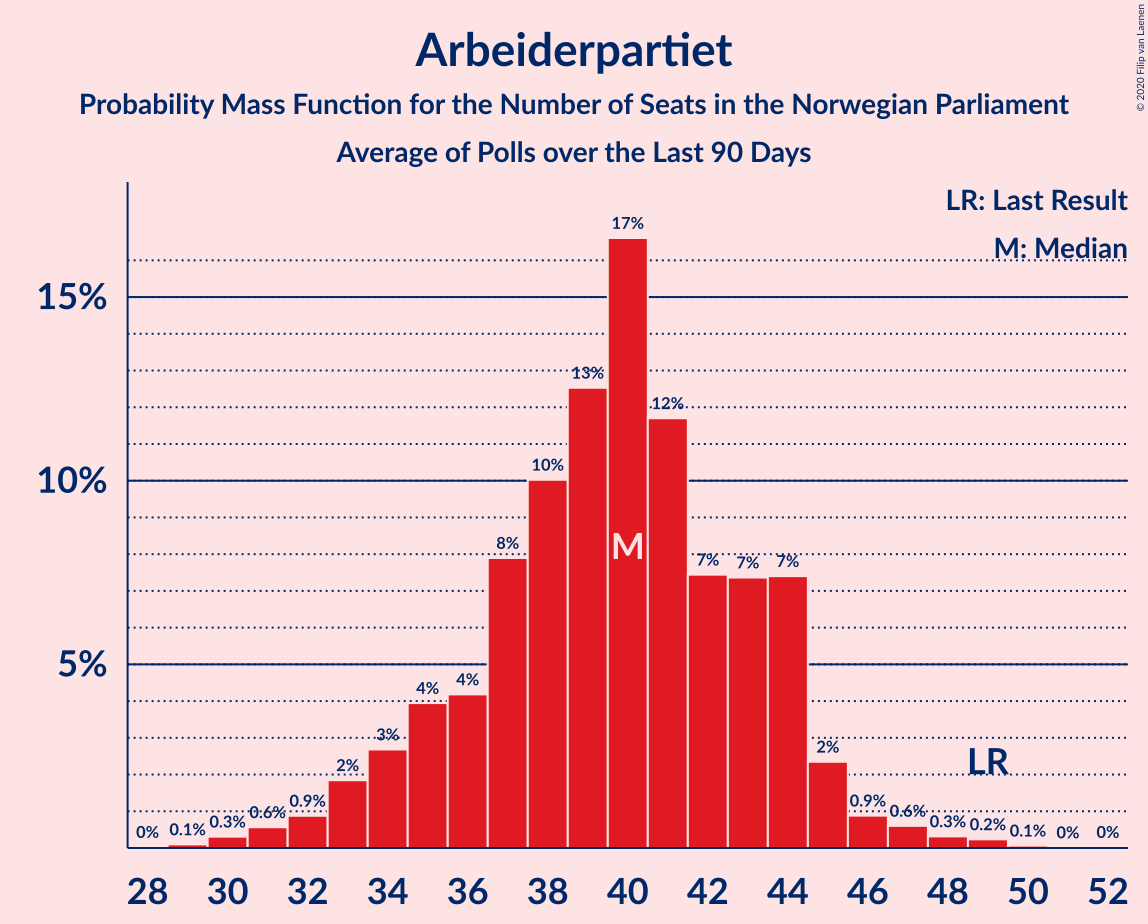 Arbeiderpartiet
Probability Mass Function for the Number of Seats in the Norwegian Parliament
Average of Polls over the Last 90 Days
© 2020 Filip van Laenen
LR: Last Result
M: Median
15%
10%
5%
0% 0.1% 0.3% 0.6% 0.9% 2% 3% 4% 4% 8% 10% 13% 17% 12% 7% 7% 7% 2% 0.9% 0.6% 0.3% 0.2% 0.1% 0% 0%
M
LR
28 30 32 34 36 38 40 42 44 46 48 50 52